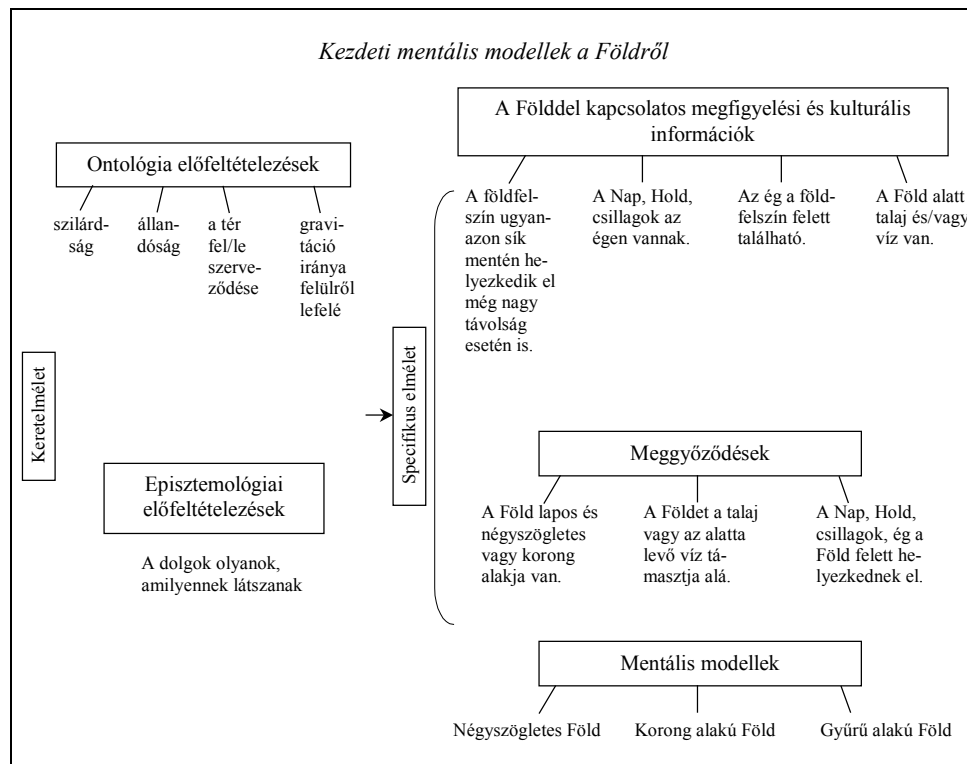 Kezdeti mentális modellek a Földről
Ontológia előfeltételezések
szilárd-
ság
állan-
dóság
a tér
fel/le
szerve-
ződése
gravi-
táció
iránya
felülről
lefelé
Keretelmélet
Episztemológiai
előfeltételezések
A dolgok olyanok,
amilyennek látszanak
Specifikus elmélet
A Földdel kapcsolatos megfigyelési és kulturális
információk
A földfel-
szín ugyan-
azon sík
mentén he-
lyezkedik el
még nagy
távolság
esetén is.
A Nap, Hold,
csillagok az
égen vannak.
Az ég a föld-
felszín felett
található.
A Föld alatt
talaj és/vagy
víz van.
Meggyőződések
A Föld lapos és
négyszögletes
vagy korong
alakja van.
A Földet a talaj
vagy az alatta
levő víz tá-
masztja alá.
A Nap, Hold,
csillagok, ég a
Föld felett he-
lyezkednek el.
Mentális modellek
Négyszögletes Föld
Korong alakú Föld
Gyűrű alakú Föld